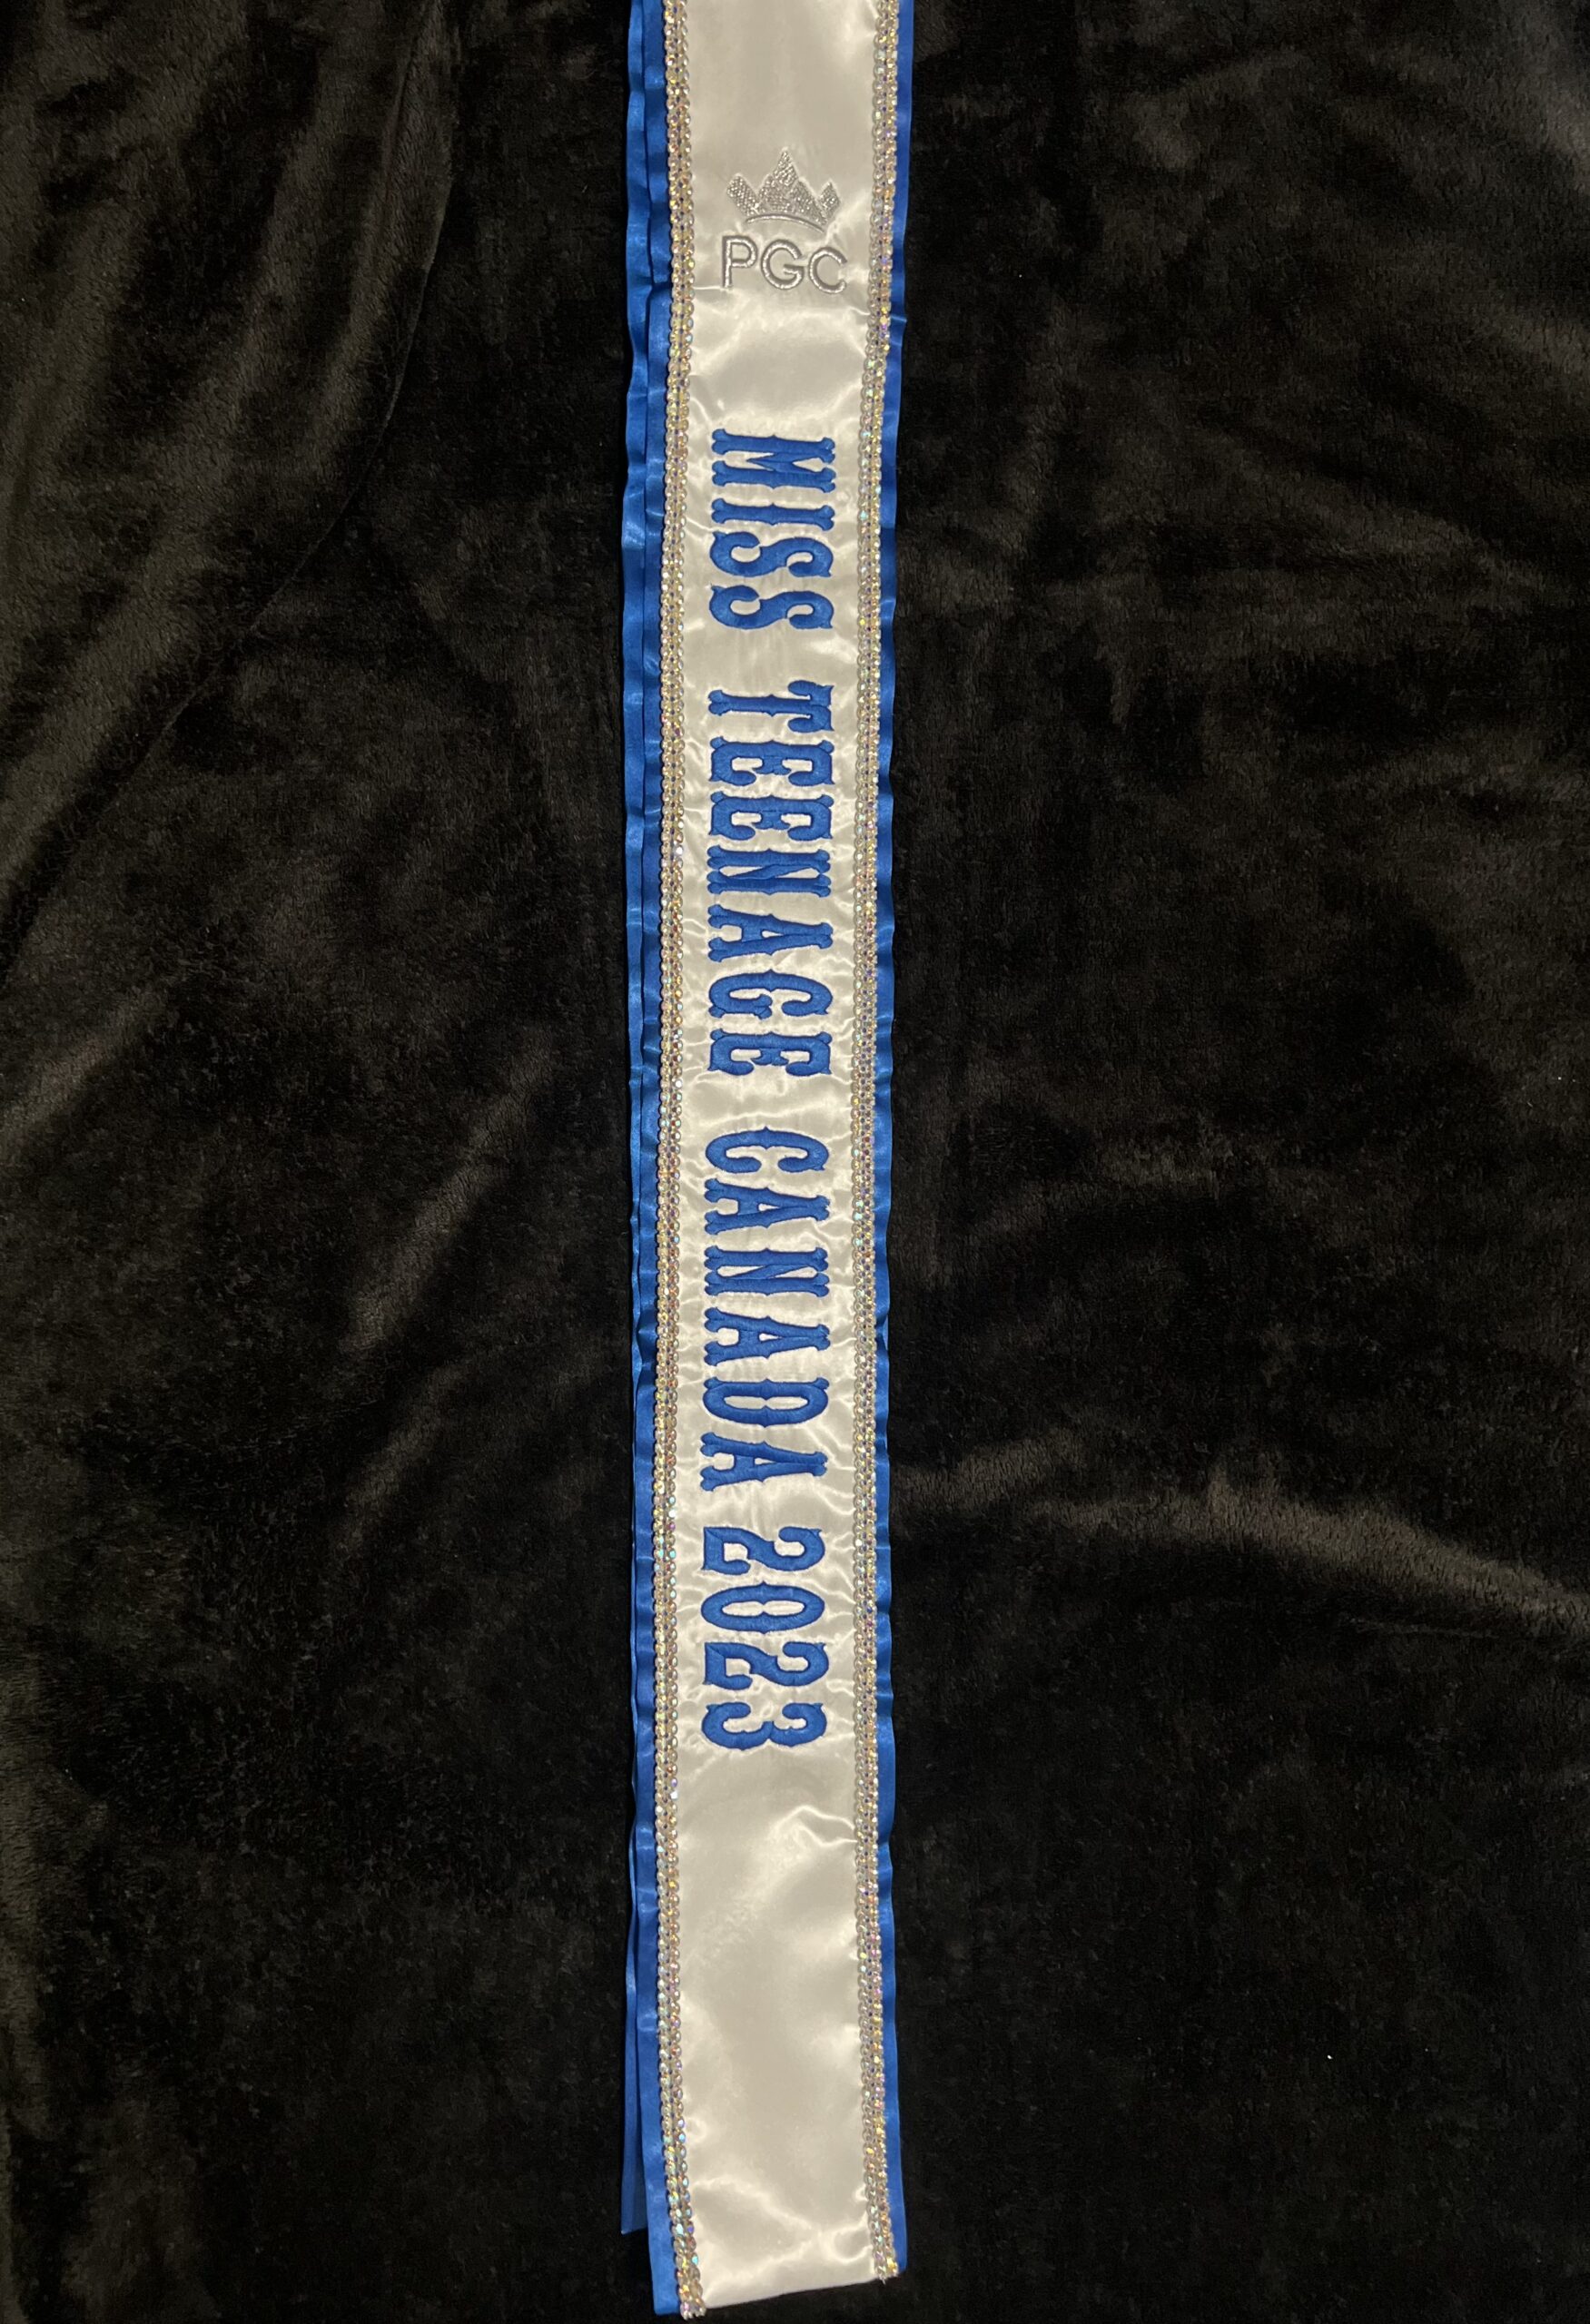 PGC
MISS TEENAGE CANADA 2023